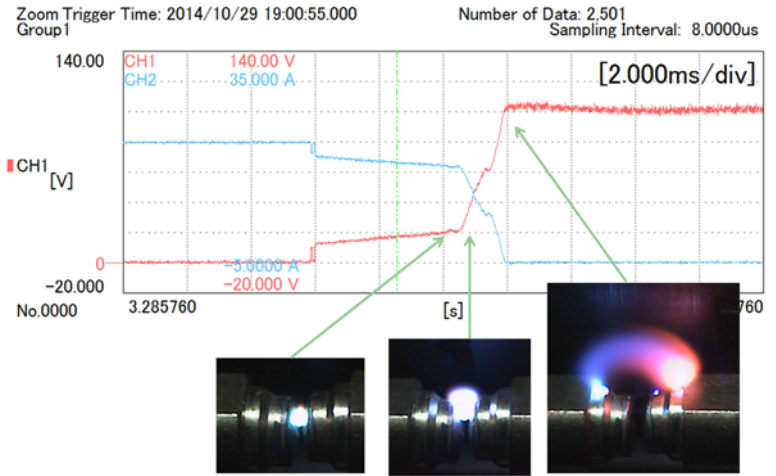 Zoom Trigger Time: 2014/10/29 19:00:55.000 Number of Data: 2,501
Group1 Sampling Interval: 8.0000us
140.00 CH1 140.00 V
CH2 35.000 A [2.000ms/div]
CH1
[V]
0 -5.0000 A
-20.000 -20.000 V
No.0000 3.285760 [s] 760